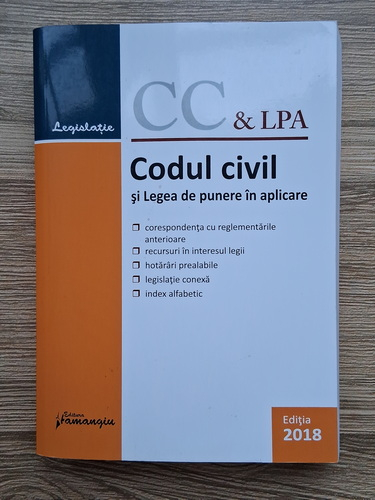 Legislație
CC & LPA
Codul civil
și Legea de punere în aplicare
❒ corespondența cu reglementările
anterioare
❒ recursuri în interesul legii
❒ hotărâri prealabile
❒ legislație conexă
❒ index alfabetic
Editura
Hamangiu
Ediția
2018